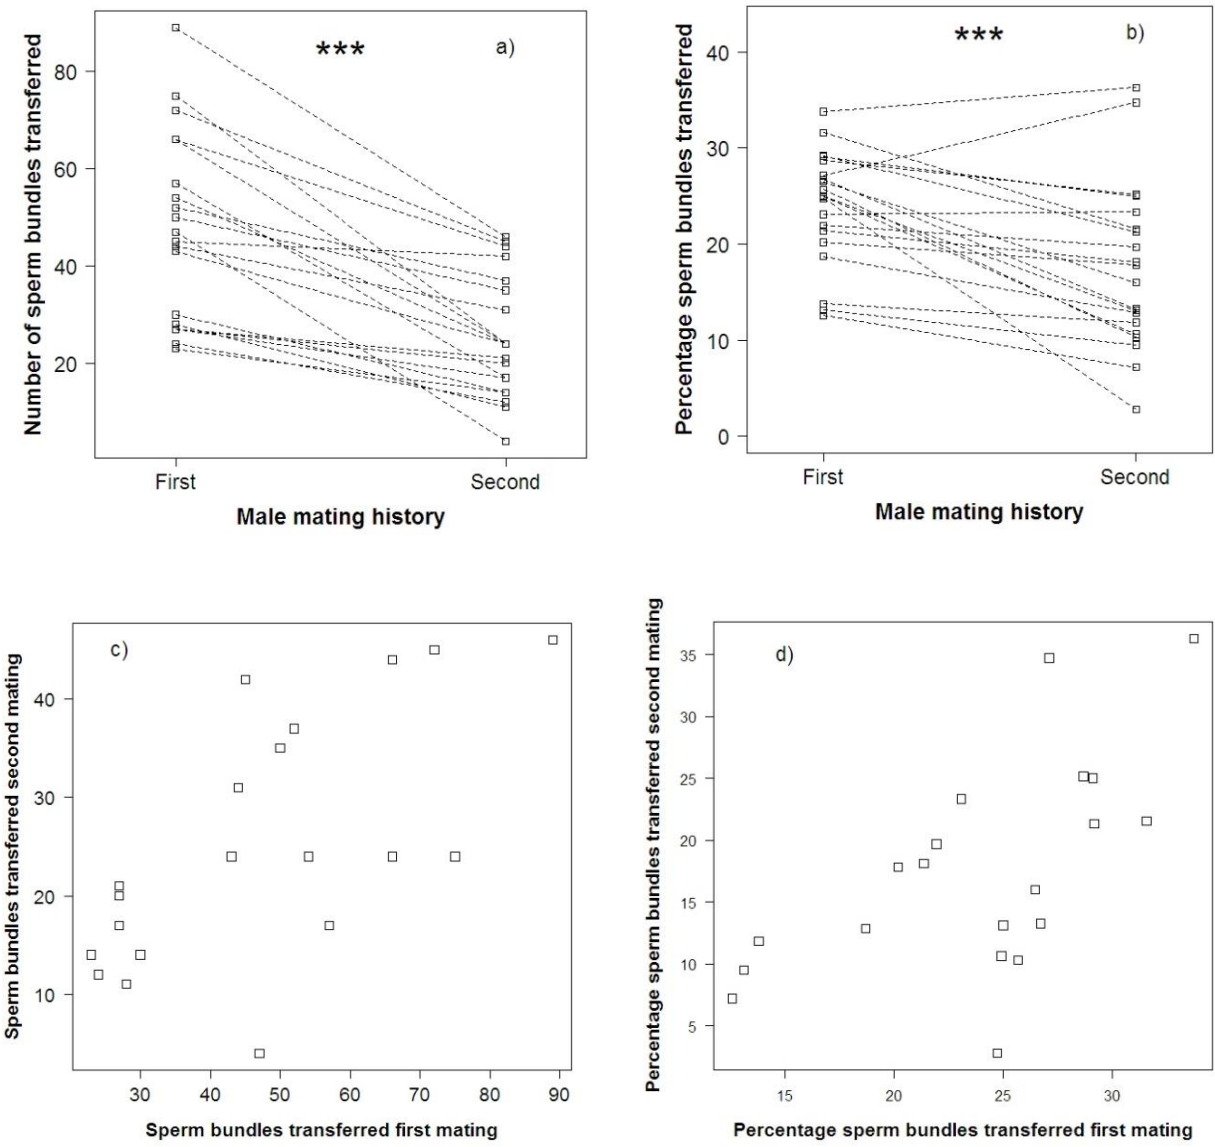 Number of sperm bundles transferred
80
60
40
20
***
a)
First
Second
Male mating history
Percentage sperm bundles transferred
40
30
20
10
0
***
b)
First
Second
Male mating history
Sperm bundles transferred second mating
40
30
20
10
c)
30 40 50 60 70 80 90
Sperm bundles transferred first mating
Percentage sperm bundles transferred second mating
35
30
25
20
15
10
5
d)
15 20 25 30
Percentage sperm bundles transferred first mating